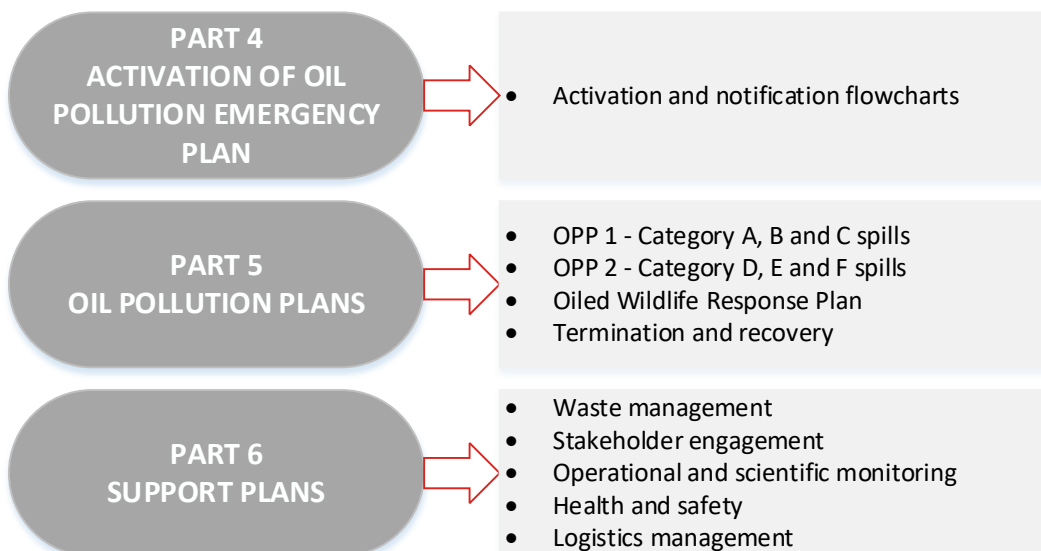 PART 4
ACTIVATION OF OIL
POLLUTION EMERGENCY
PLAN
• Activation and notification flowcharts
PART 5
OIL POLLUTION PLANS
• OPP 1 - Category A, B and C spills
• OPP 2 - Category D, E and F spills
• Oiled Wildlife Response Plan
• Termination and recovery
PART 6
SUPPORT PLANS
• Waste management
• Stakeholder engagement
• Operational and scientific monitoring
• Health and safety
• Logistics management